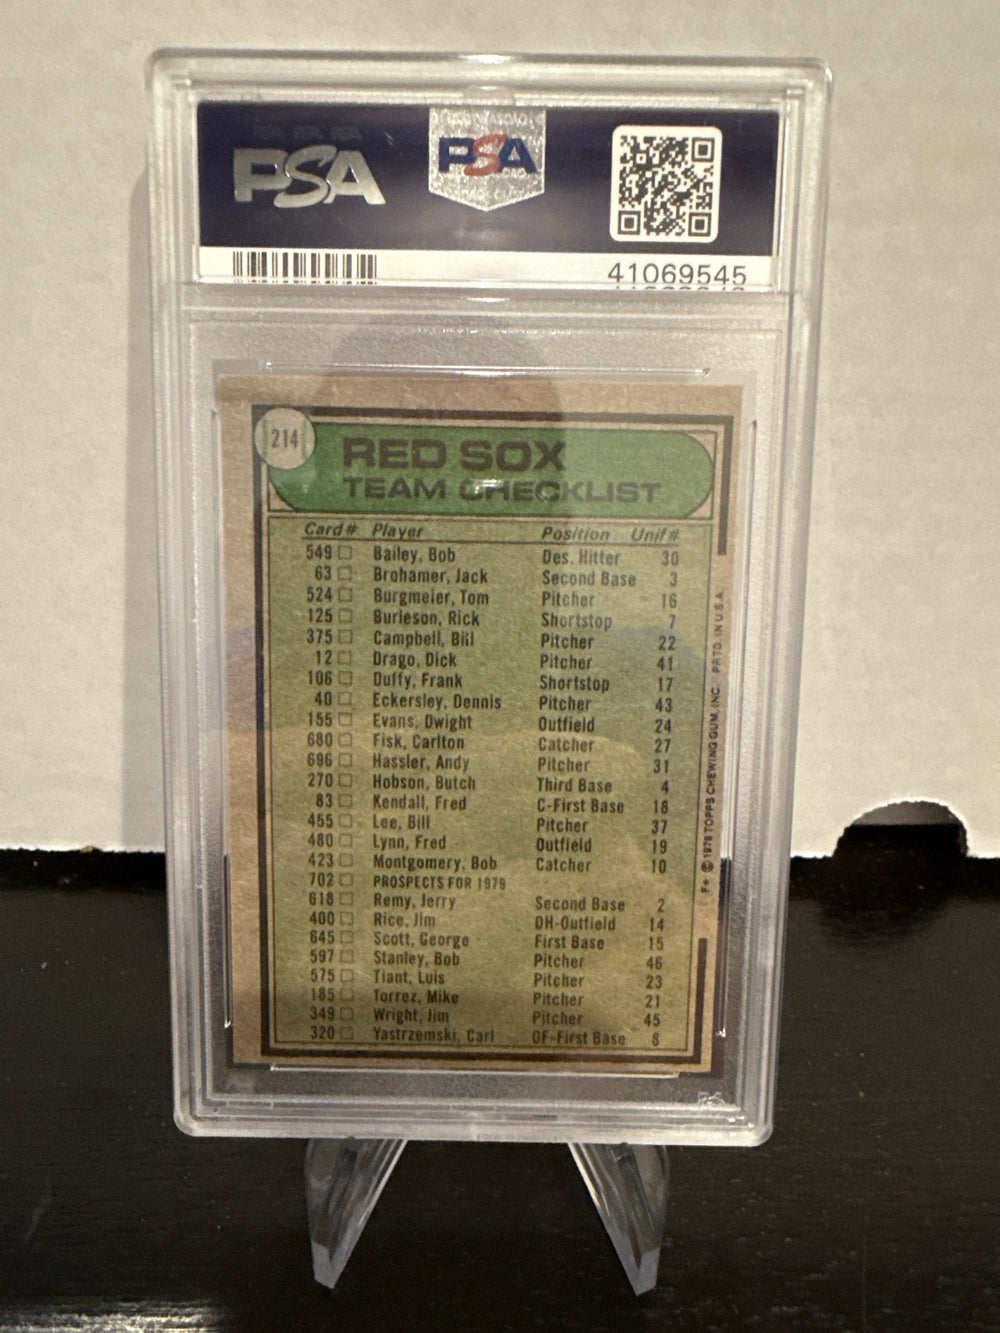 PSA
PSA
41069545
214
RED SOX
TEAM CHECKLIST
Card# Player Position Unif#
549 Bailey, Bob Des. Hitter 30
63 Brohamer, Jack Second Base 3
524 Burgmeier, Tom Pitcher 16
125 Burleson, Rick Shortstop 7
375 Campbell, Bill Pitcher 22
12 Drago, Dick Pitcher 41
106 Duffy, Frank Shortstop 17
40 Eckersley, Dennis Pitcher 43
155 Evans, Dwight Outfield 24
680 Fisk, Carlton Catcher 27
696 Hassler, Andy Pitcher 31
270 Hobson, Butch Third Base 4
83 Kendall, Fred C-First Base 18
455 Lee, Bill Pitcher 37
480 Lynn, Fred Outfield 19
423 Montgomery, Bob Catcher 10
702 PROSPECTS FOR 1979
618 Remy, Jerry Second Base 2
400 Rice, Jim DH-Outfield 14
645 Scott, George First Base 15
597 Stanley, Bob Pitcher 46
575 Tiant, Luis Pitcher 23
185 Torrez, Mike Pitcher 21
349 Wright, Jim Pitcher 45
320 Yastrzemski, Carl OF-First Base 8
F* © 1979 TOPPS CHEWING GUM, INC. PRTD. IN U.S.A.